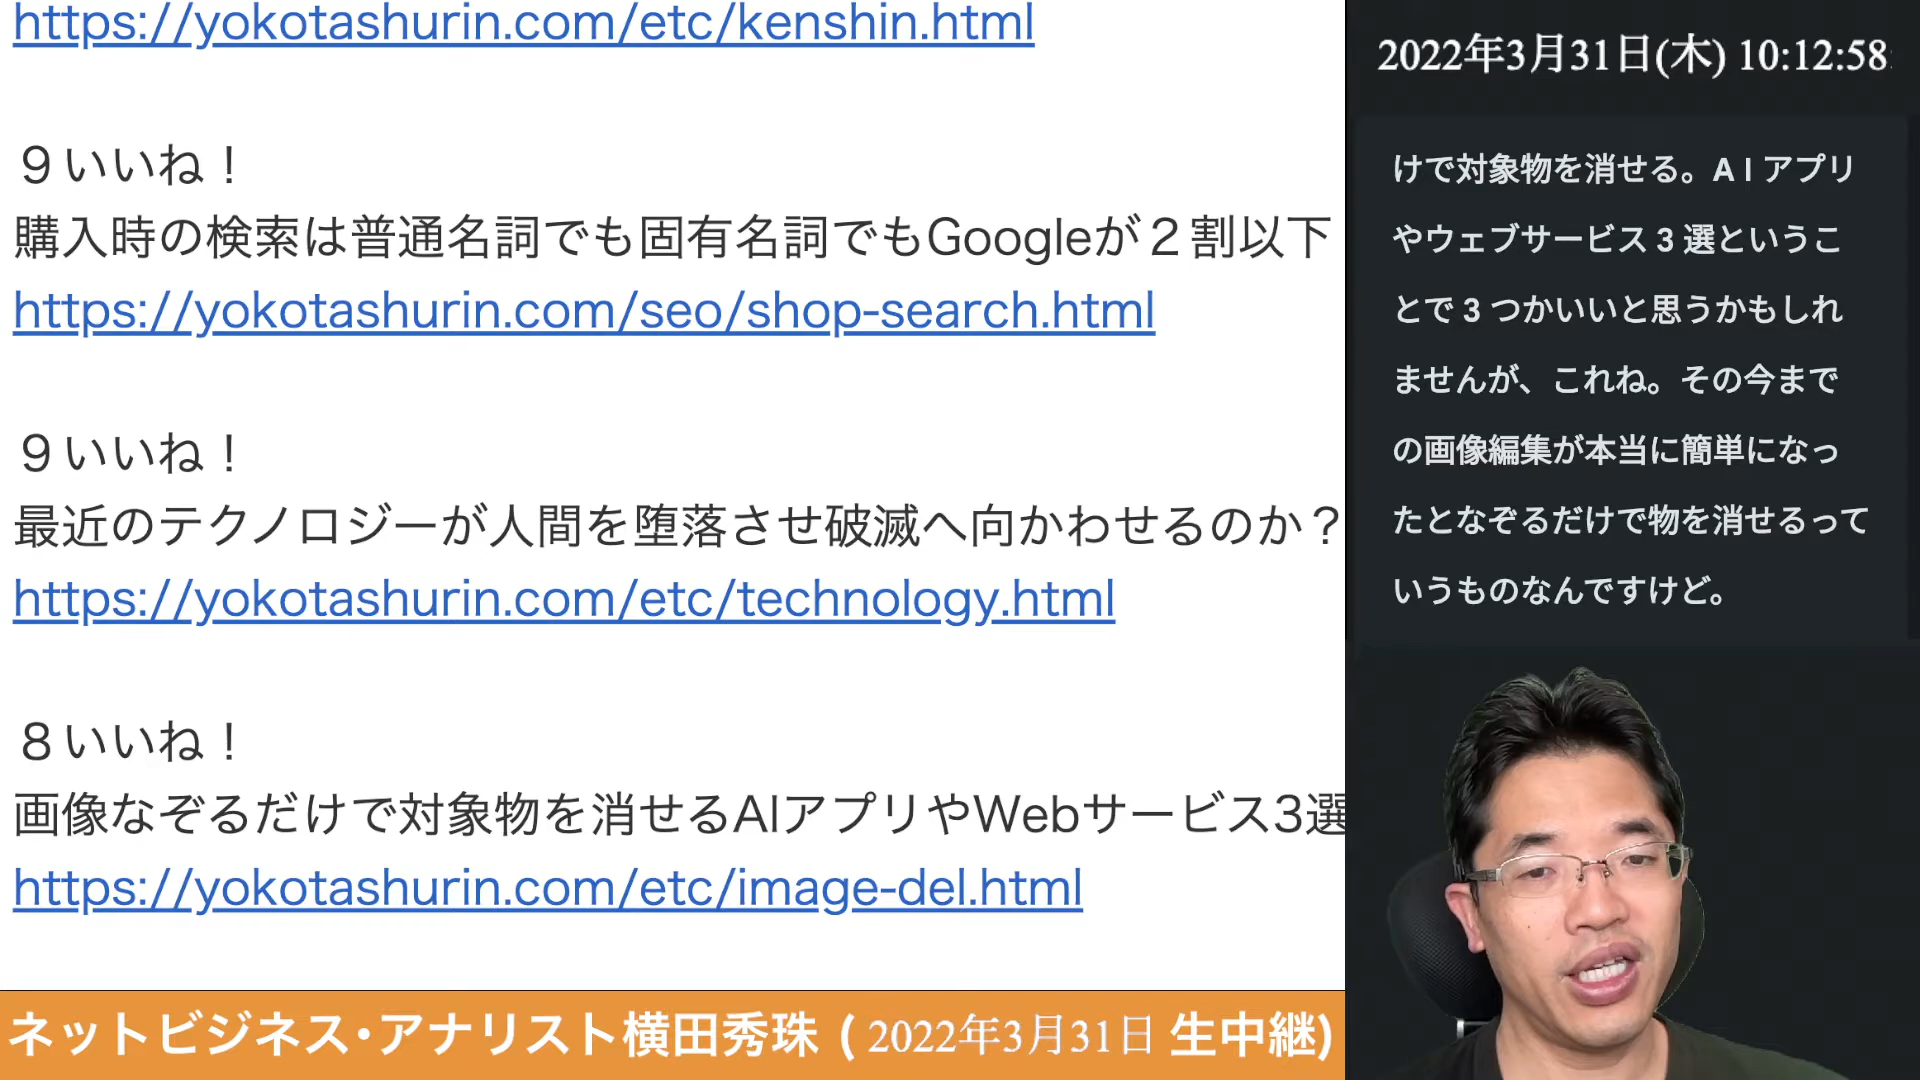 https://yokotashurin.com/etc/kenshin.html
９いいね！
購入時の検索は普通名詞でも固有名詞でもGoogleが２割以下
https://yokotashurin.com/seo/shop-search.html
９いいね！
最近のテクノロジーが人間を堕落させ破滅へ向かわせるのか？
https://yokotashurin.com/etc/technology.html
８いいね！
画像なぞるだけで対象物を消せるAIアプリやWebサービス3選
https://yokotashurin.com/etc/image-del.html
ネットビジネス・アナリスト横田秀珠 ( 2022年3月31日 生中継)
2022年3月31日(木) 10:12:58
けで対象物を消せる。A I アプリ
やウェブサービス 3 選というこ
とで 3 つかいいと思うかもしれ
ませんが、これね。その今まで
の画像編集が本当に簡単になっ
たとなぞるだけで物を消せるって
いうものなんですけど。